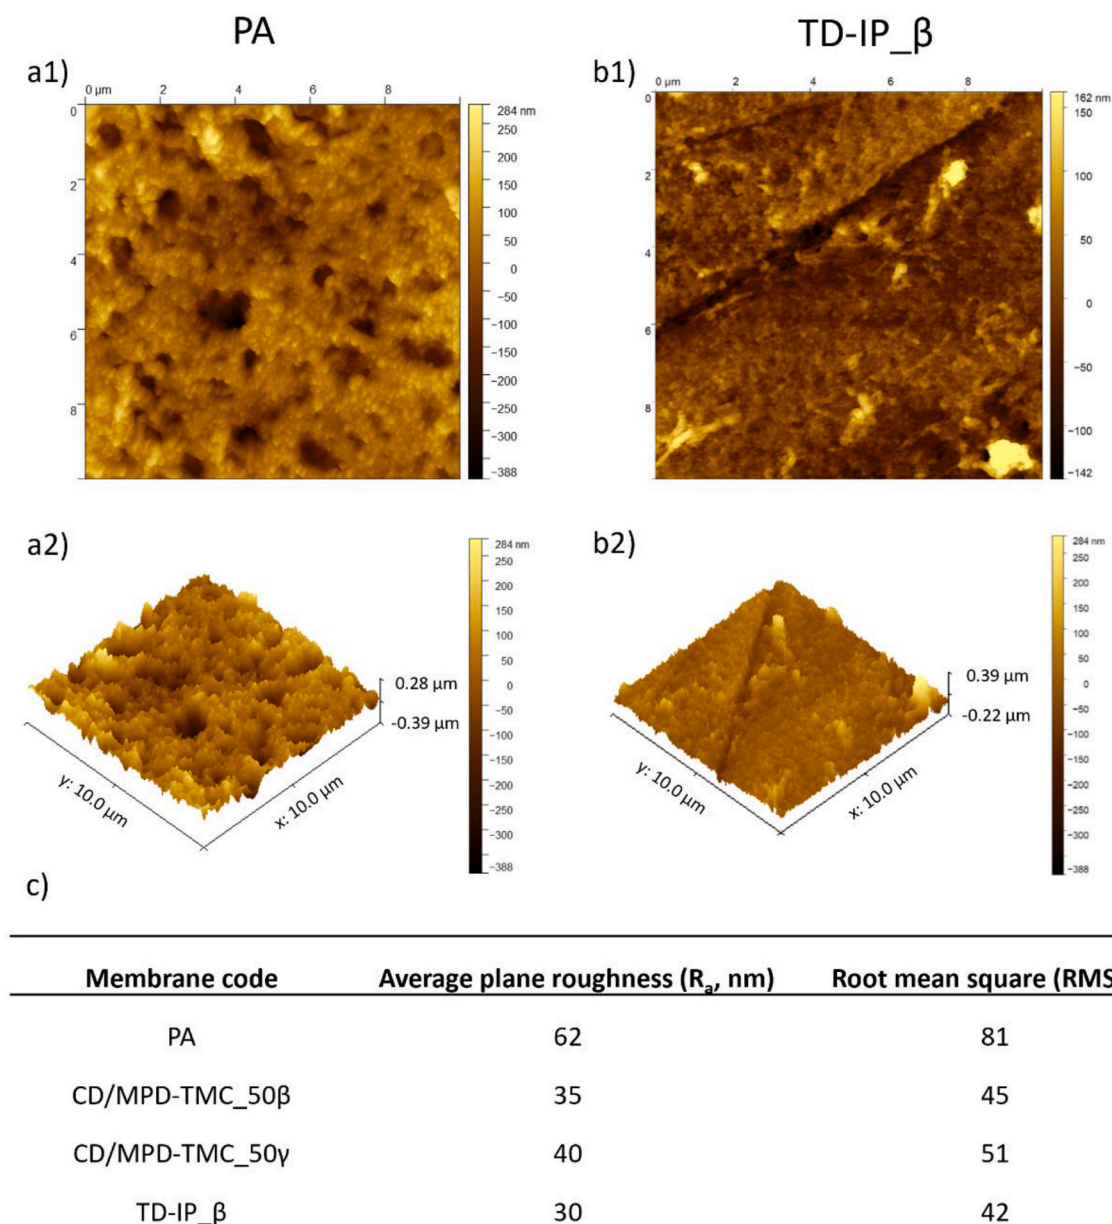 PA
TD-IP_β
a1)
0 μm 2 4 6 8
0
2
4
6
8
284 nm
250
200
150
100
50
0
−50
−100
−150
−200
−250
−300
−388
b1)
0 μm 2 4 6 8
0
2
4
6
8
162 nm
150
100
50
0
−50
−100
−142
a2)
y: 10.0 μm
x: 10.0 μm
0.28 μm
-0.39 μm
284 nm
250
200
150
100
50
0
−50
−100
−150
−200
−250
−300
−388
b2)
y: 10.0 μm
x: 10.0 μm
0.39 μm
-0.22 μm
284 nm
250
200
150
100
50
0
−50
−100
−150
−200
−250
−300
−388
c)
Membrane code Average plane roughness (Ra, nm) Root mean square (RMS
PA 62 81
CD/MPD-TMC_50β 35 45
CD/MPD-TMC_50γ 40 51
TD-IP_β 30 42